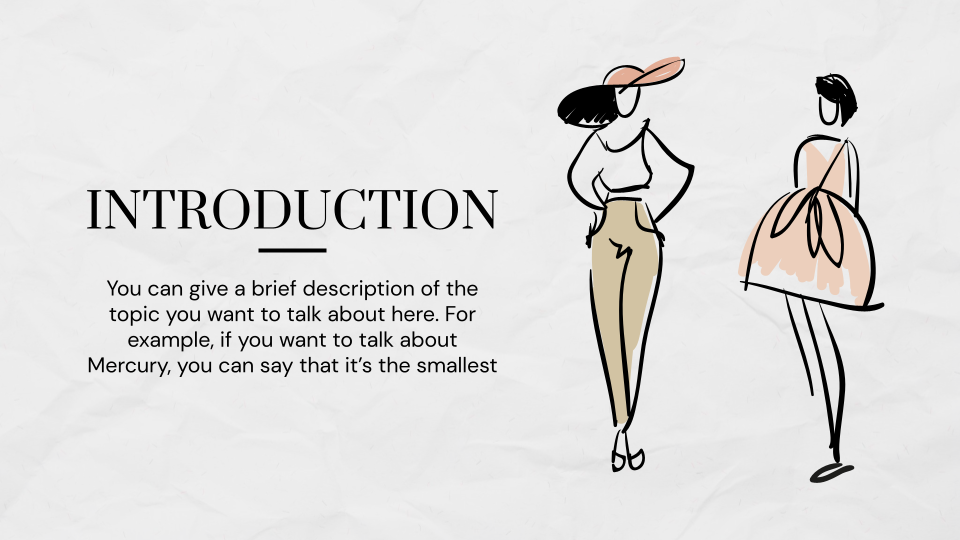 INTRODUCTION
You can give a brief description of the
topic you want to talk about here. For
example, if you want to talk about
Mercury, you can say that it’s the smallest